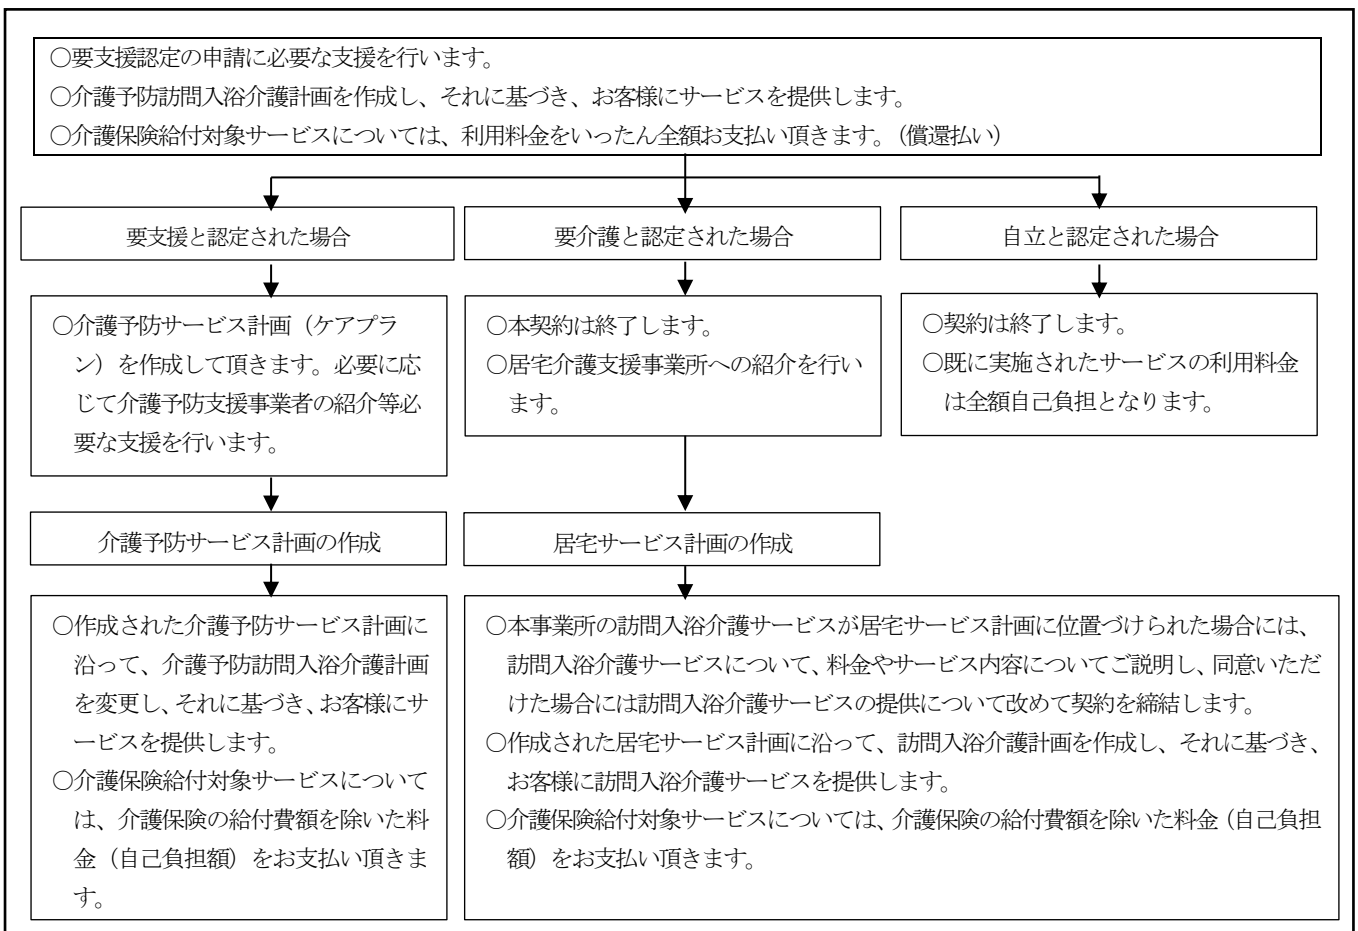 ○要支援認定の申請に必要な支援を行います。
○介護予防訪問入浴介護計画を作成し、それに基づき、お客様にサービスを提供します。
○介護保険給付対象サービスについては、利用料金をいったん全額お支払い頂きます。（償還払い）
要支援と認定された場合
要介護と認定された場合
自立と認定された場合
○介護予防サービス計画（ケアプラ
ン）を作成して頂きます。必要に応
じて介護予防支援事業者の紹介等必
要な支援を行います。
○本契約は終了します。
○居宅介護支援事業所への紹介を行い
ます。
○契約は終了します。
○既に実施されたサービスの利用料金
は全額自己負担となります。
介護予防サービス計画の作成
居宅サービス計画の作成
○作成された介護予防サービス計画に
沿って、介護予防訪問入浴介護計画
を変更し、それに基づき、お客様にサ
ービスを提供します。
○介護保険給付対象サービスについて
は、介護保険の給付費額を除いた料
金（自己負担額）をお支払い頂きま
す。
○本事業所の訪問入浴介護サービスが居宅サービス計画に位置づけられた場合には、
訪問入浴介護サービスについて、料金やサービス内容についてご説明し、同意いただ
けた場合には訪問入浴介護サービスの提供について改めて契約を締結します。
○作成された居宅サービス計画に沿って、訪問入浴介護計画を作成し、それに基づき、
お客様に訪問入浴介護サービスを提供します。
○介護保険給付対象サービスについては、介護保険の給付費額を除いた料金（自己負担
額）をお支払い頂きます。